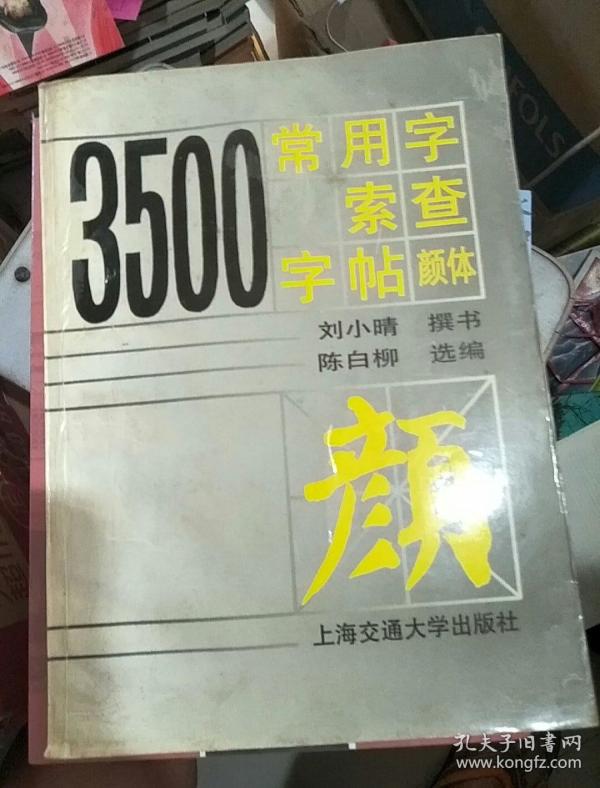 3500
常用字
索查
字帖 颜体
刘小晴 撰书
陈白柳 选编
顔
上海交通大学出版社
FOLS
孔夫子旧书网
www.kongfz.com